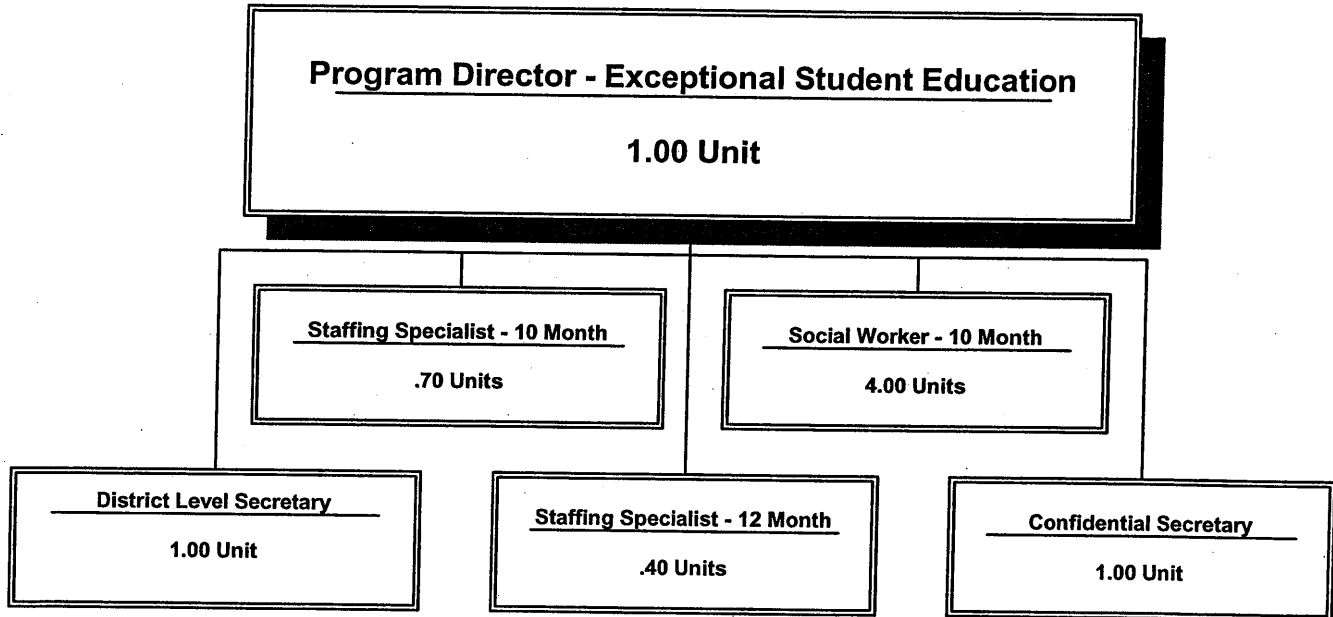 Program Director - Exceptional Student Education
1.00 Unit
Staffing Specialist - 10 Month
.70 Units
Social Worker - 10 Month
4.00 Units
District Level Secretary
1.00 Unit
Staffing Specialist - 12 Month
.40 Units
Confidential Secretary
1.00 Unit